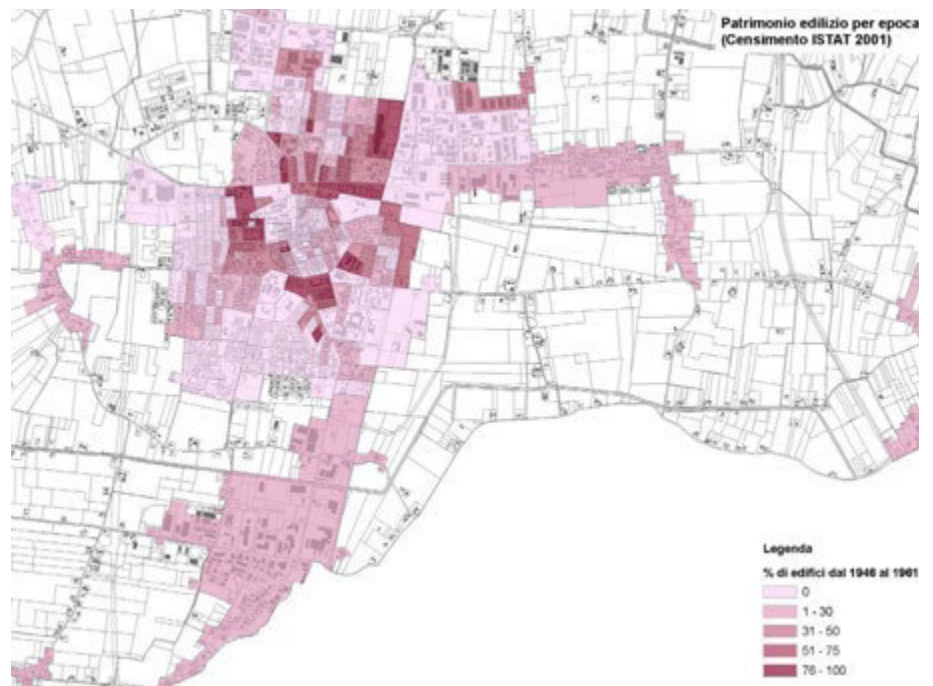 Patrimonio edilizio per epoca
(Censimento ISTAT 2001)
Legenda
% di edifici dal 1946 al 1961
0
1 - 30
31 - 50
51 - 75
76 - 100